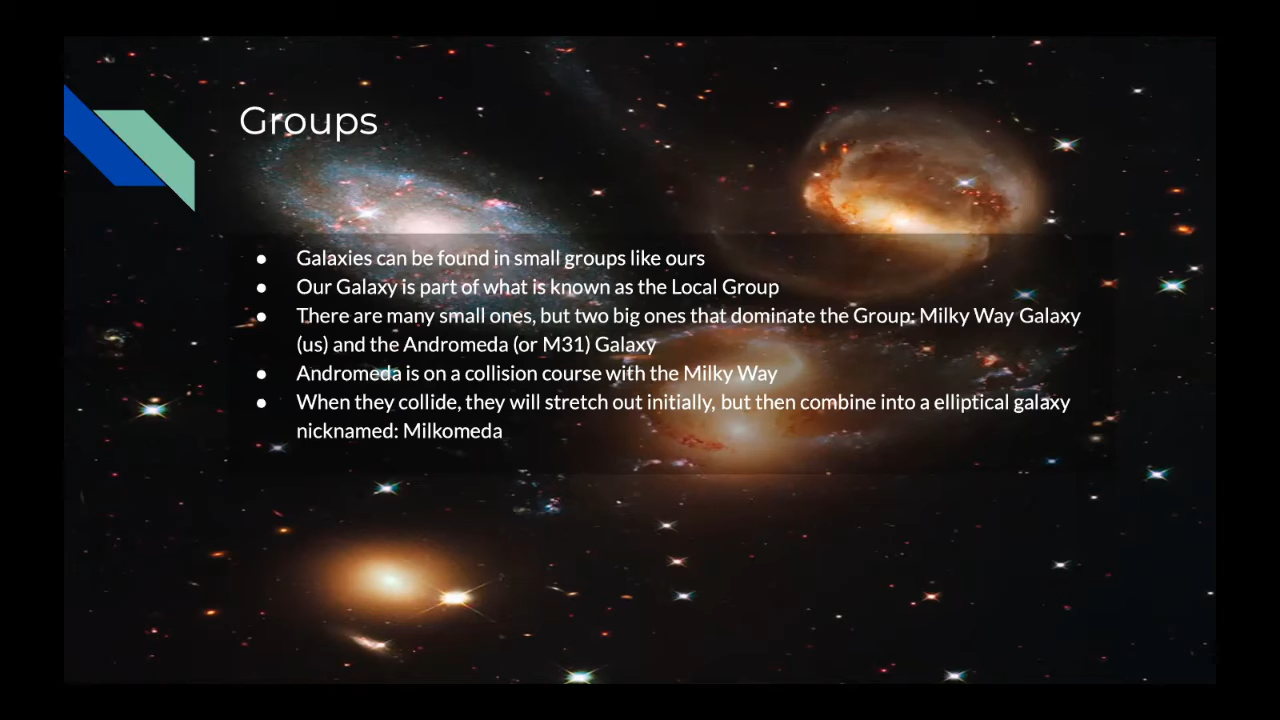 Groups
● Galaxies can be found in small groups like ours
● Our Galaxy is part of what is known as the Local Group
● There are many small ones, but two big ones that dominate the Group: Milky Way Galaxy
(us) and the Andromeda (or M31) Galaxy
● Andromeda is on a collision course with the Milky Way
● When they collide, they will stretch out initially, but then combine into a elliptical galaxy
nicknamed: Milkomeda